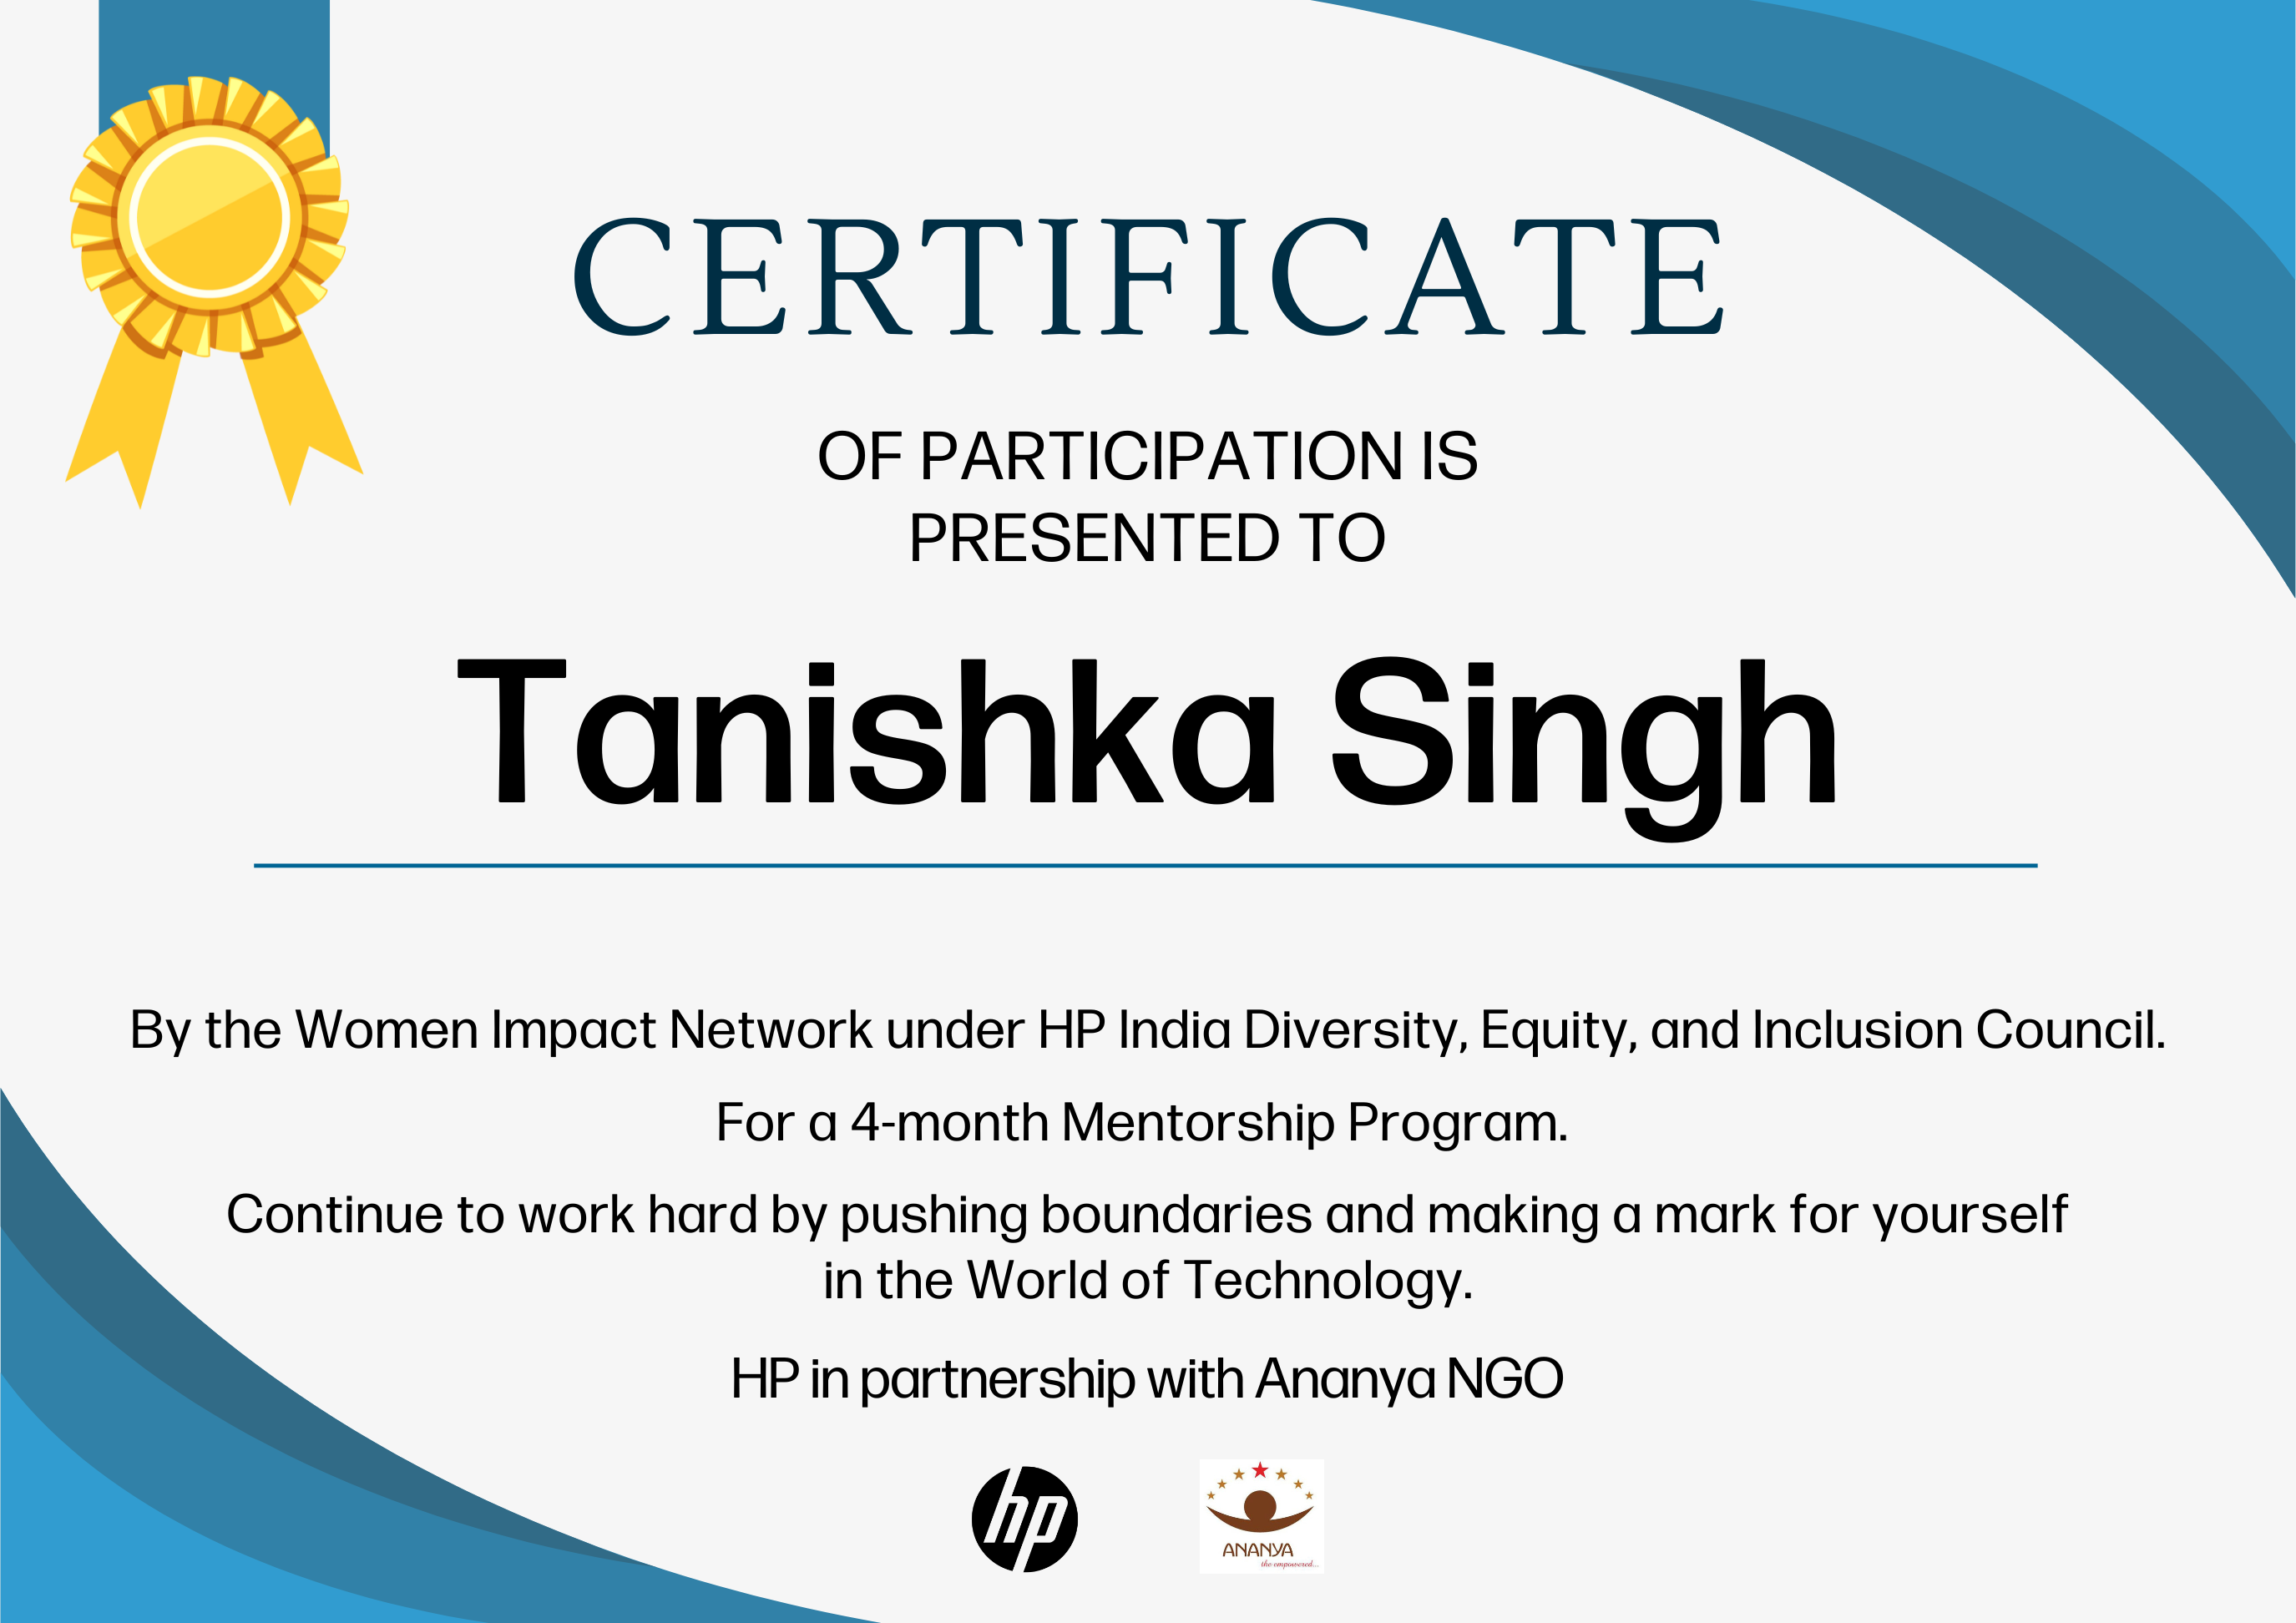 CERTIFICATE
OF PARTICIPATION IS
PRESENTED TO
Tanishka Singh
By the Women Impact Network under HP India Diversity, Equity, and Inclusion Council.
For a 4-month Mentorship Program.
Continue to work hard by pushing boundaries and making a mark for yourself
in the World of Technology.
HP in partnership with Ananya NGO
hp
ANANYA
the empowered...